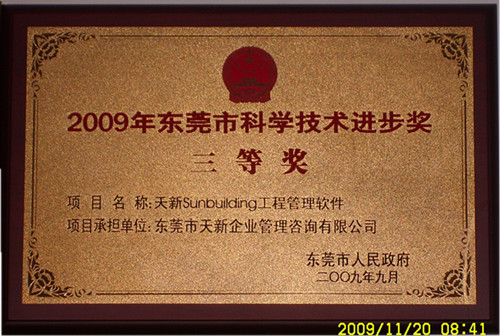 2009年东莞市科学技术进步奖
三等奖
项目名称:天新Sunbuilding工程管理软件
项目承担单位:东莞市天新企业管理咨询有限公司
东莞市人民政府
二〇〇九年九月
2009/11/20 08:41